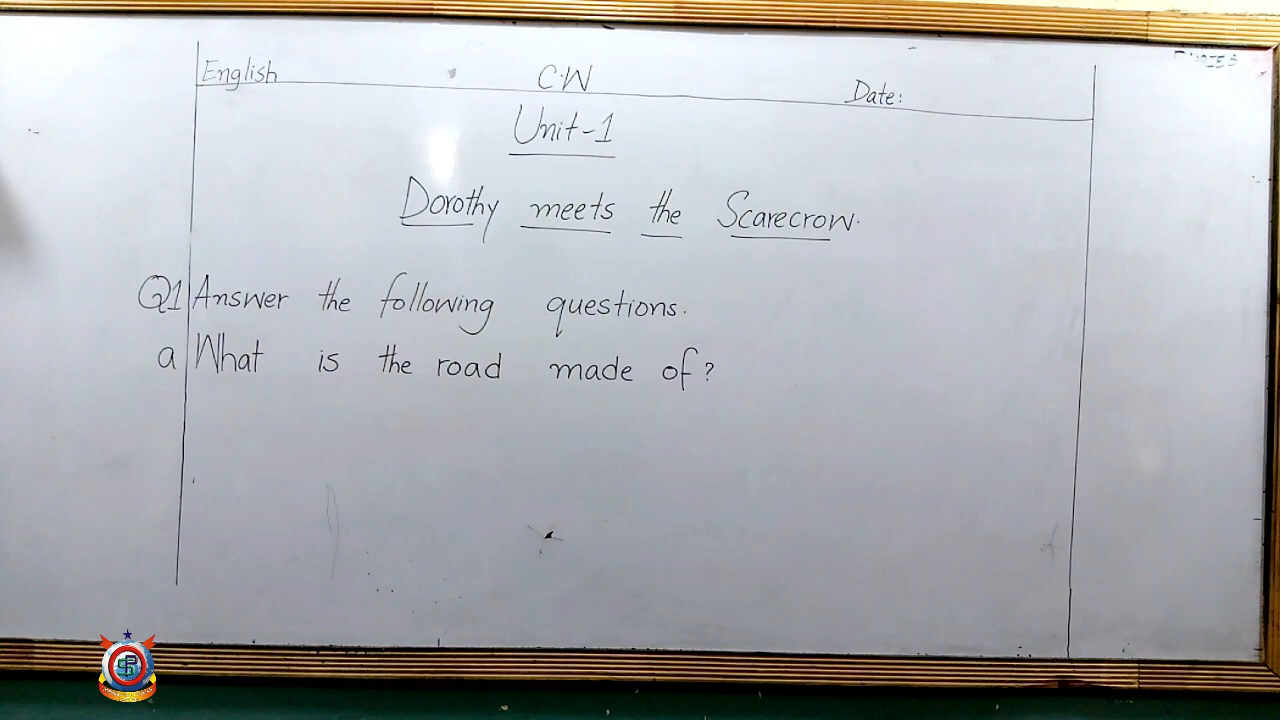 English C.W Date:
Unit-1
Dorothy meets the Scarecrow.
Q1 Answer the following questions.
a What is the road made of?